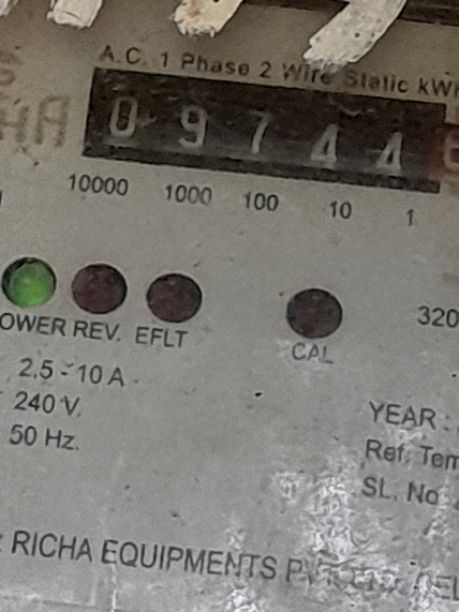 A.C. 1 Phase 2 Wire Static kWh
0 9 7 4 4
10000 1000 100 10 1
OWER REV. EFLT
CAL
320
2.5 - 10 A
240 V.
50 Hz.
YEAR :
Ref. Tem
SL. No
: RICHA EQUIPMENTS